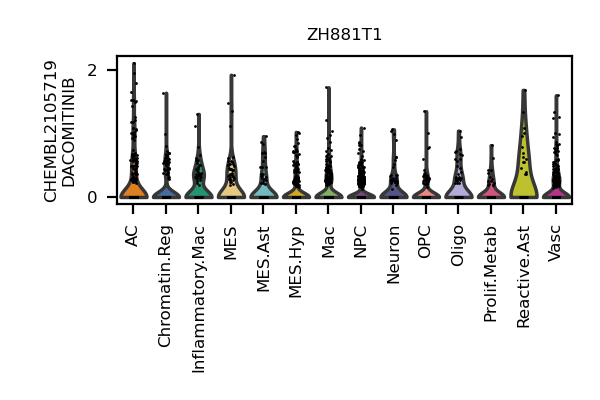 ZH881T1
CHEMBL2105719
DACOMITINIB
2
0
AC
Chromatin.Reg
Inflammatory.Mac
MES
MES.Ast
MES.Hyp
Mac
NPC
Neuron
OPC
Oligo
Prolif.Metab
Reactive.Ast
Vasc